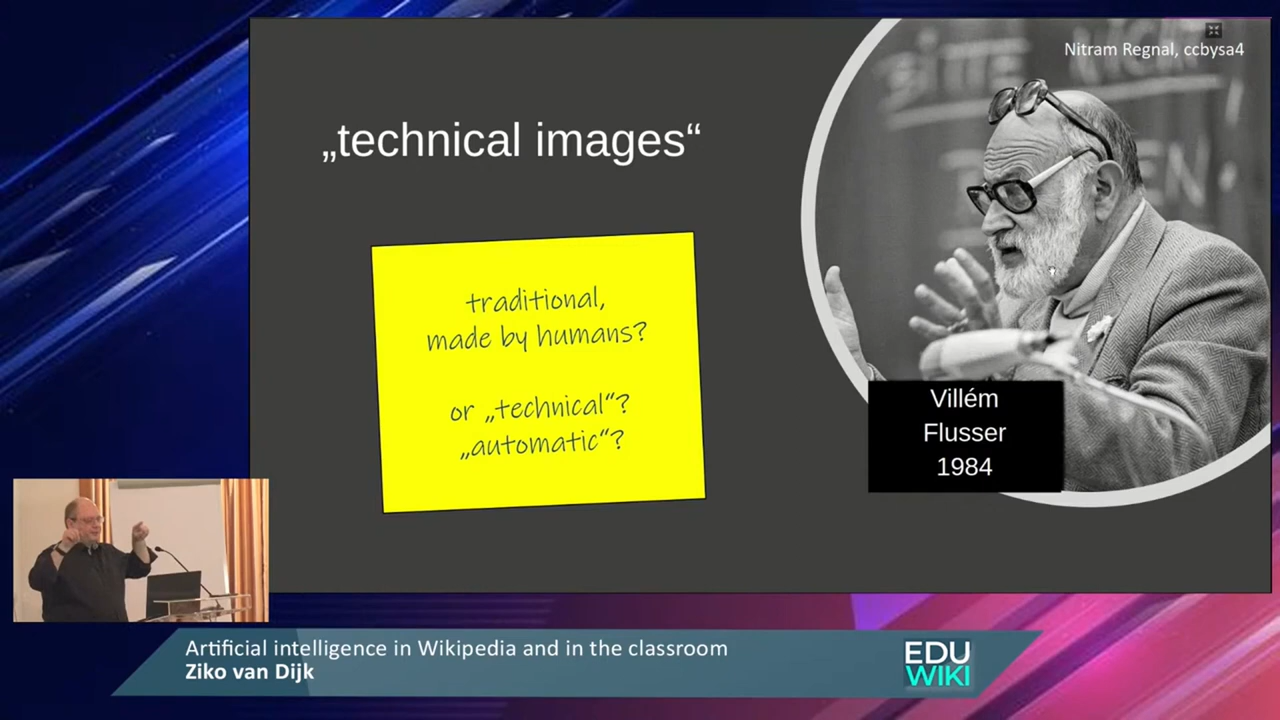 Nitram Regnal, ccbysa4
„technical images“
traditional,
made by humans?
or „technical“?
„automatic“?
Villém
Flusser
1984
Artificial intelligence in Wikipedia and in the classroom
Ziko van Dijk
EDU
WIKI